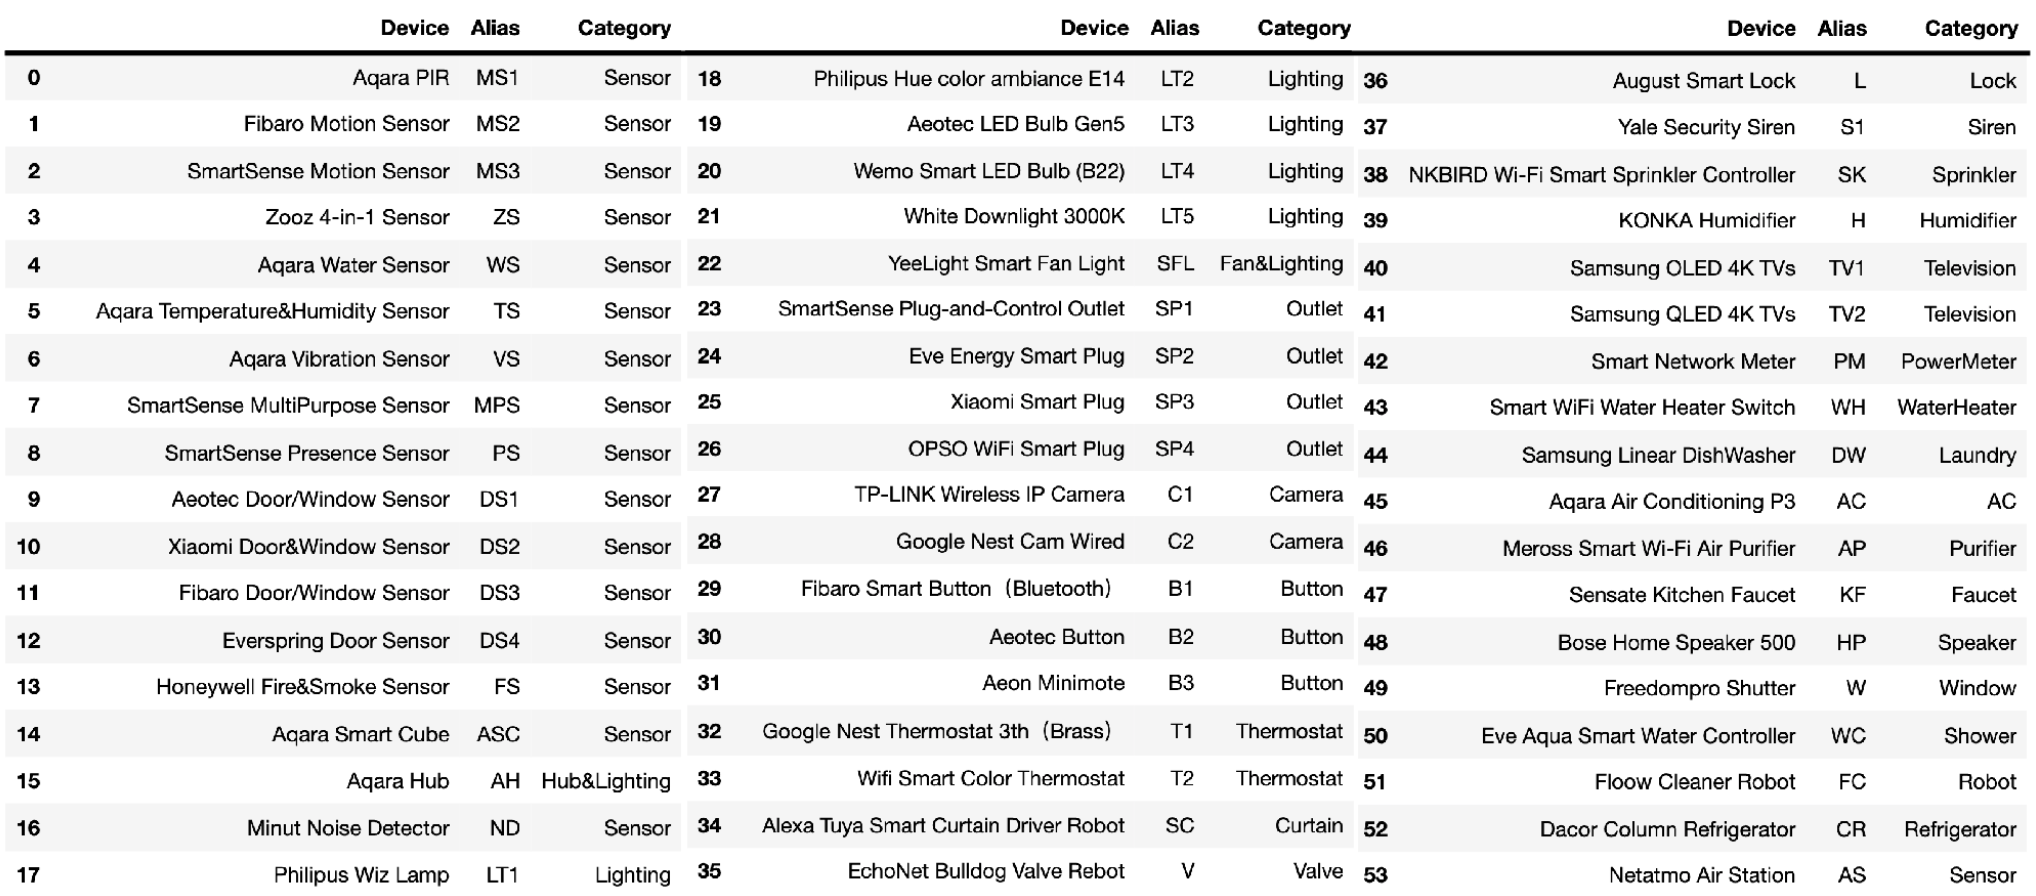 Device Alias Category Device Alias Category Device Alias Category
0 Aqara PIR MS1 Sensor 18 Philipus Hue color ambiance E14 LT2 Lighting 36 August Smart Lock L Lock
1 Fibaro Motion Sensor MS2 Sensor 19 Aeotec LED Bulb Gen5 LT3 Lighting 37 Yale Security Siren S1 Siren
2 SmartSense Motion Sensor MS3 Sensor 20 Wemo Smart LED Bulb (B22) LT4 Lighting 38 NKBIRD Wi-Fi Smart Sprinkler Controller SK Sprinkler
3 Zooz 4-in-1 Sensor ZS Sensor 21 White Downlight 3000K LT5 Lighting 39 KONKA Humidifier H Humidifier
4 Aqara Water Sensor WS Sensor 22 YeeLight Smart Fan Light SFL Fan&Lighting 40 Samsung OLED 4K TVs TV1 Television
5 Aqara Temperature&Humidity Sensor TS Sensor 23 SmartSense Plug-and-Control Outlet SP1 Outlet 41 Samsung QLED 4K TVs TV2 Television
6 Aqara Vibration Sensor VS Sensor 24 Eve Energy Smart Plug SP2 Outlet 42 Smart Network Meter PM PowerMeter
7 SmartSense MultiPurpose Sensor MPS Sensor 25 Xiaomi Smart Plug SP3 Outlet 43 Smart WiFi Water Heater Switch WH WaterHeater
8 SmartSense Presence Sensor PS Sensor 26 OPSO WiFi Smart Plug SP4 Outlet 44 Samsung Linear DishWasher DW Laundry
9 Aeotec Door/Window Sensor DS1 Sensor 27 TP-LINK Wireless IP Camera C1 Camera 45 Aqara Air Conditioning P3 AC AC
10 Xiaomi Door&Window Sensor DS2 Sensor 28 Google Nest Cam Wired C2 Camera 46 Meross Smart Wi-Fi Air Purifier AP Purifier
11 Fibaro Door/Window Sensor DS3 Sensor 29 Fibaro Smart Button（Bluetooth） B1 Button 47 Sensate Kitchen Faucet KF Faucet
12 Everspring Door Sensor DS4 Sensor 30 Aeotec Button B2 Button 48 Bose Home Speaker 500 HP Speaker
13 Honeywell Fire&Smoke Sensor FS Sensor 31 Aeon Minimote B3 Button 49 Freedompro Shutter W Window
14 Aqara Smart Cube ASC Sensor 32 Google Nest Thermostat 3th（Brass） T1 Thermostat 50 Eve Aqua Smart Water Controller WC Shower
15 Aqara Hub AH Hub&Lighting 33 Wifi Smart Color Thermostat T2 Thermostat 51 Floow Cleaner Robot FC Robot
16 Minut Noise Detector ND Sensor 34 Alexa Tuya Smart Curtain Driver Robot SC Curtain 52 Dacor Column Refrigerator CR Refrigerator
17 Philipus Wiz Lamp LT1 Lighting 35 EchoNet Bulldog Valve Rebot V Valve 53 Netatmo Air Station AS Sensor